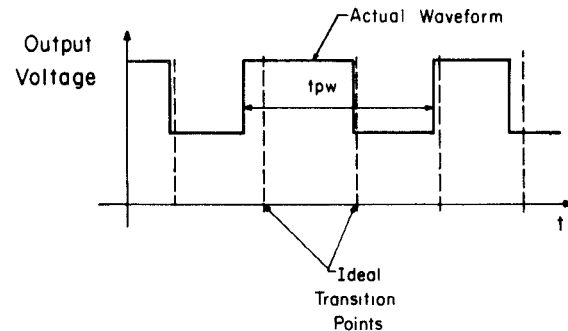 Actual Waveform
Output
Voltage
tpw
t
Ideal
Transition
Points